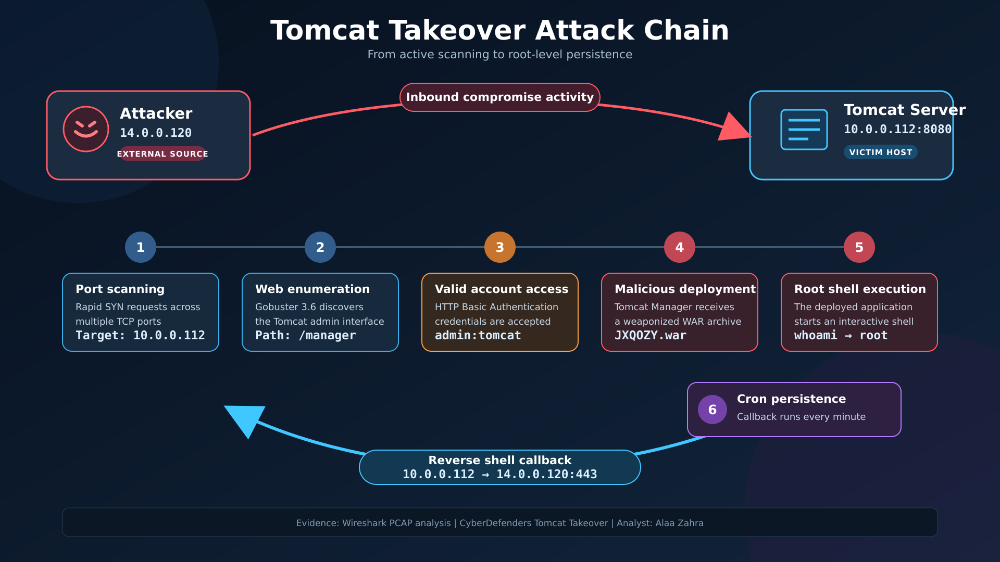 Tomcat Takeover Attack Chain
From active scanning to root-level persistence
Inbound compromise activity
Attacker
14.0.0.120
EXTERNAL SOURCE
Tomcat Server
10.0.0.112:8080
VICTIM HOST
1
2
3
4
5
Port scanning
Rapid SYN requests across
multiple TCP ports
Target: 10.0.0.112
Web enumeration
Gobuster 3.6 discovers
the Tomcat admin interface
Path: /manager
Valid account access
HTTP Basic Authentication
credentials are accepted
admin:tomcat
Malicious deployment
Tomcat Manager receives
a weaponized WAR archive
JXQOZY.war
Root shell execution
The deployed application
starts an interactive shell
whoami → root
6
Cron persistence
Callback runs every minute
Reverse shell callback
10.0.0.112 → 14.0.0.120:443
Evidence: Wireshark PCAP analysis | CyberDefenders Tomcat Takeover | Analyst: Alaa Zahra